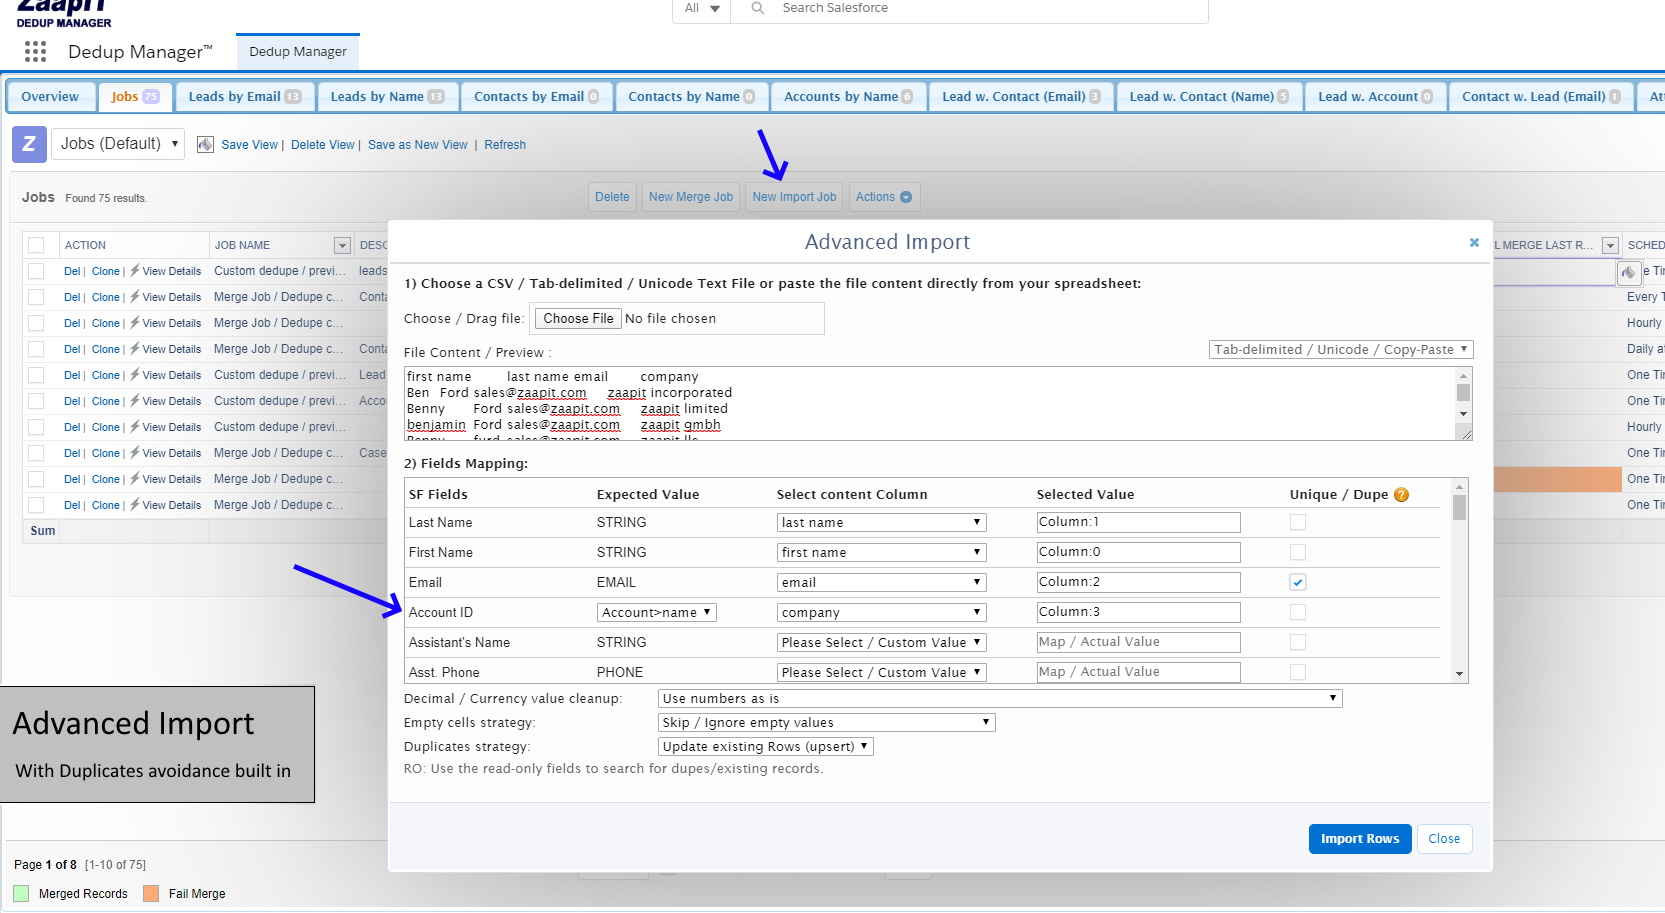 Zaapit
DEDUP MANAGER
All
Search Salesforce
Dedup Manager™
Dedup Manager
Overview
Jobs 75
Leads by Email 13
Leads by Name 13
Contacts by Email 0
Contacts by Name 0
Accounts by Name 6
Lead w. Contact (Email) 3
Lead w. Contact (Name) 5
Lead w. Account 0
Contact w. Lead (Email) 1
Z
Jobs (Default)
Save View | Delete View | Save as New View | Refresh
Jobs Found 75 results.
Delete
New Merge Job
New Import Job
Actions
ACTION JOB NAME DESC
L MERGE LAST R... SCHED
Del | Clone | View Details Custom dedupe / previ... leads
e Tim
Del | Clone | View Details Merge Job / Dedupe c... Conta
Every T
Del | Clone | View Details Merge Job / Dedupe c...
Hourly
Del | Clone | View Details Merge Job / Dedupe c... Conta
Daily at
Del | Clone | View Details Custom dedupe / previ... Lead
One Tim
Del | Clone | View Details Custom dedupe / previ... Acco
One Tim
Del | Clone | View Details Custom dedupe / previ...
Hourly
Del | Clone | View Details Merge Job / Dedupe c... Case
One Tim
Del | Clone | View Details Merge Job / Dedupe c...
One Tim
Del | Clone | View Details Merge Job / Dedupe c...
One Tim
Sum
Advanced Import
1) Choose a CSV / Tab-delimited / Unicode Text File or paste the file content directly from your spreadsheet:
Choose / Drag file: Choose File No file chosen
File Content / Preview :
Tab-delimited / Unicode / Copy-Paste
first name last name email company
Ben Ford sales@zaapit.com zaapit incorporated
Benny Ford sales@zaapit.com zaapit limited
benjamin Ford sales@zaapit.com zaapit gmbh
Benny furd sales@zaapit.com zaapit llc
2) Fields Mapping:
SF Fields Expected Value Select content Column Selected Value Unique / Dupe ?
Last Name STRING last name Column:1
First Name STRING first name Column:0
Email EMAIL email Column:2
Account ID Account>name company Column:3
Assistant's Name STRING Please Select / Custom Value Map / Actual Value
Asst. Phone PHONE Please Select / Custom Value Map / Actual Value
Decimal / Currency value cleanup: Use numbers as is
Empty cells strategy: Skip / Ignore empty values
Duplicates strategy: Update existing Rows (upsert)
RO: Use the read-only fields to search for dupes/existing records.
Import Rows
Close
Advanced Import
With Duplicates avoidance built in
Page 1 of 8 [1-10 of 75]
Merged Records
Fail Merge